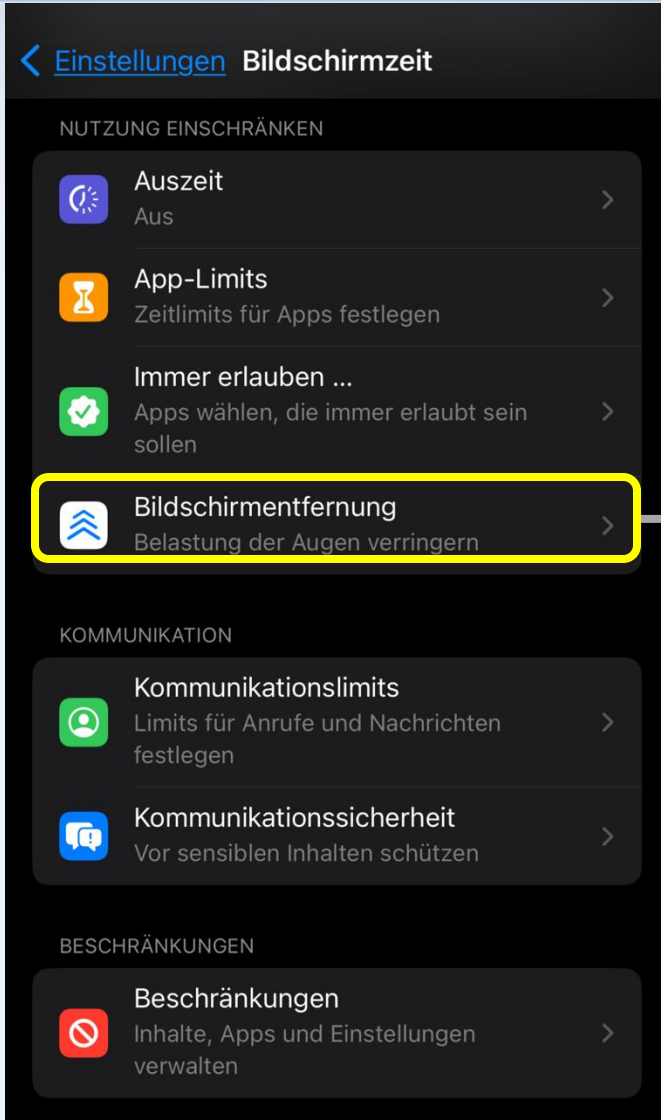 Einstellungen Bildschirmzeit
NUTZUNG EINSCHRÄNKEN
Auszeit
Aus
App-Limits
Zeitlimits für Apps festlegen
Immer erlauben ...
Apps wählen, die immer erlaubt sein
sollen
Bildschirmentfernung
Belastung der Augen verringern
KOMMUNIKATION
Kommunikationslimits
Limits für Anrufe und Nachrichten
festlegen
Kommunikationssicherheit
Vor sensiblen Inhalten schützen
BESCHRÄNKUNGEN
Beschränkungen
Inhalte, Apps und Einstellungen
verwalten